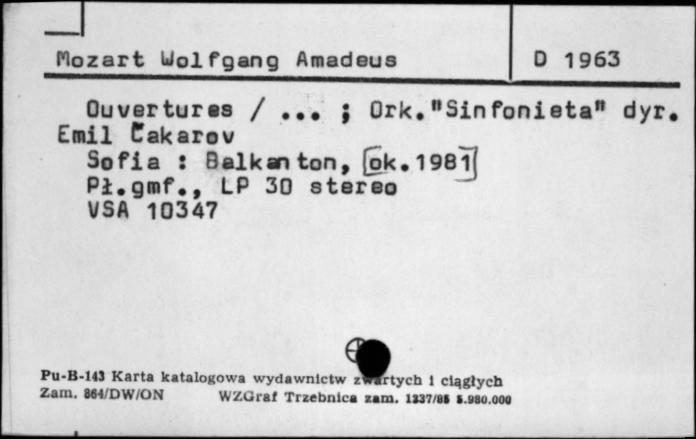 Mozart Wolfgang Amadeus D 1963
Ouvertures / ... ; Ork."Sinfonieta" dyr.
Emil Čakarov
Sofia : Balkanton, [ok.1981]
Pł.gmf., LP 30 stereo
VSA 10347
Pu-B-143 Karta katalogowa wydawnictw zwartych i ciągłych
Zam. 864/DW/ON WZGraf Trzebnica zam. 1337/86 5.980.000